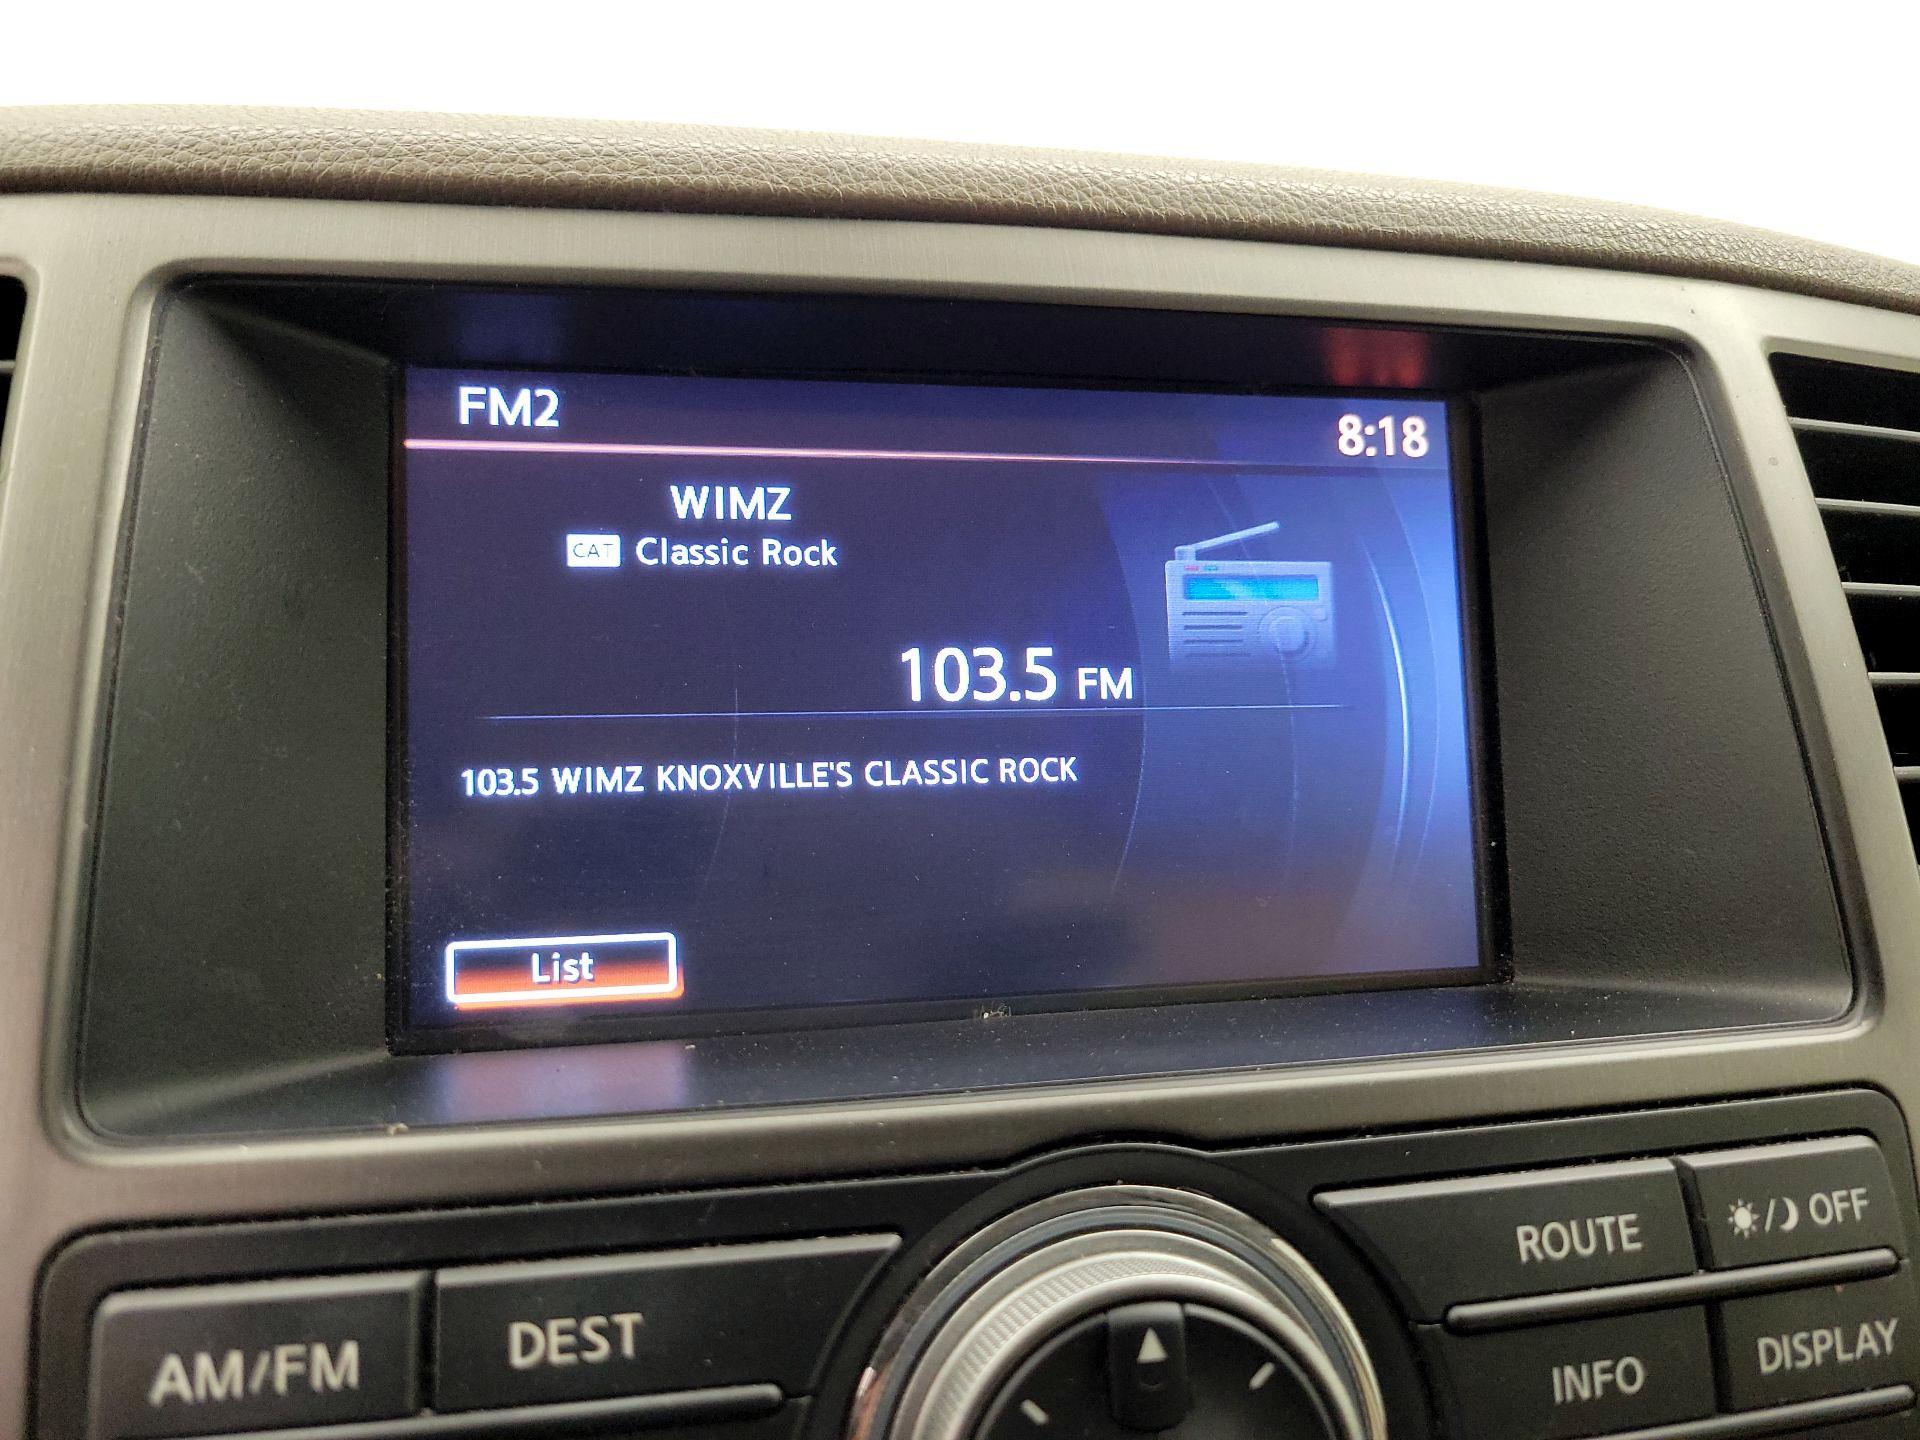 FM2
8:18
WIMZ
CAT Classic Rock
103.5 FM
103.5 WIMZ KNOXVILLE'S CLASSIC ROCK
List
ROUTE
OFF
AM/FM
DEST
INFO
DISPLAY